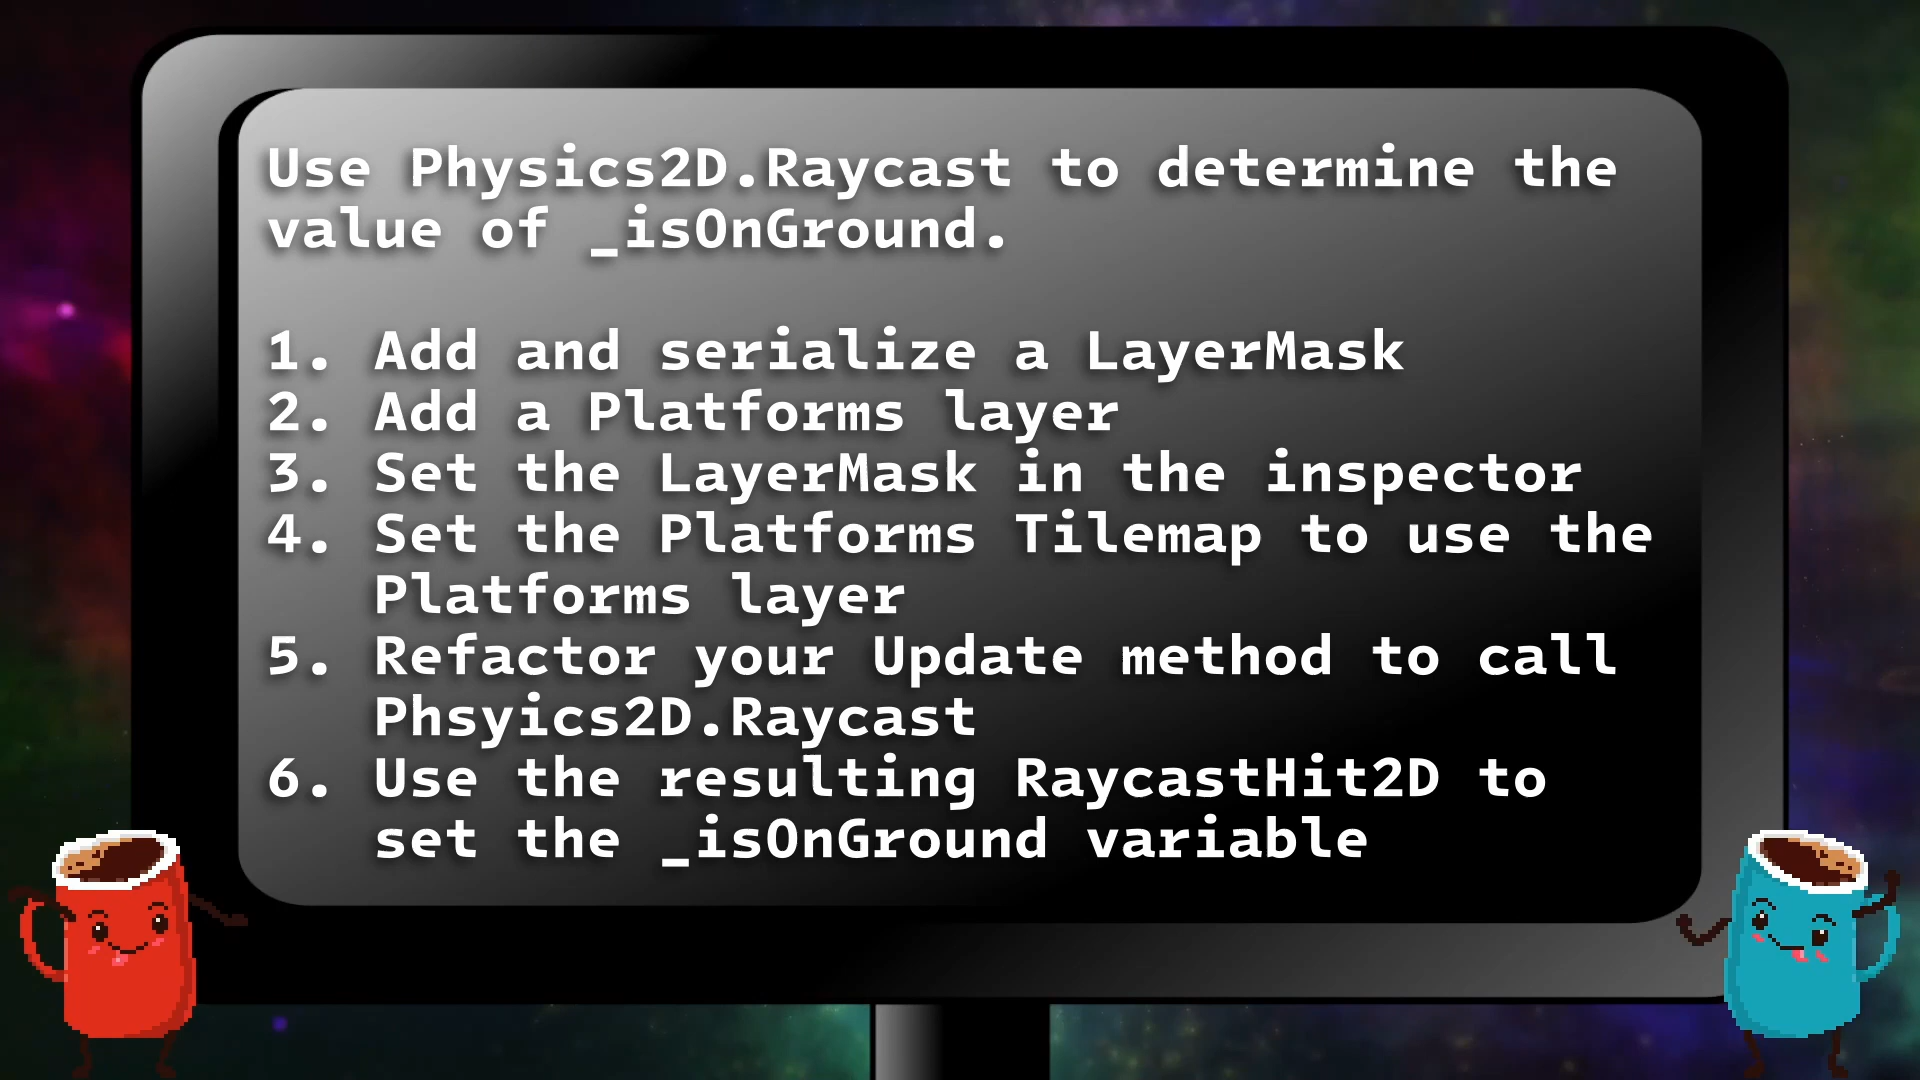 Use Physics2D.Raycast to determine the
value of _isOnGround.
1. Add and serialize a LayerMask
2. Add a Platforms layer
3. Set the LayerMask in the inspector
4. Set the Platforms Tilemap to use the
Platforms layer
5. Refactor your Update method to call
Phsyics2D.Raycast
6. Use the resulting RaycastHit2D to
set the _isOnGround variable